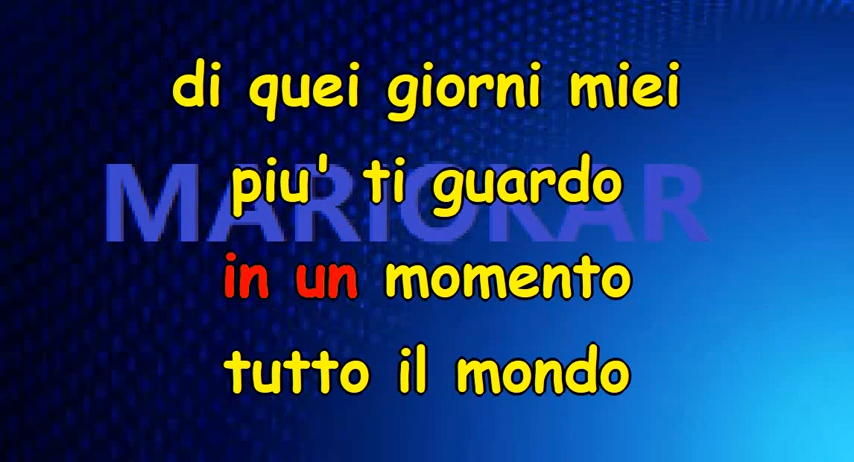 di quei giorni miei
MARIOKAR
piu' ti guardo
in un momento
tutto il mondo